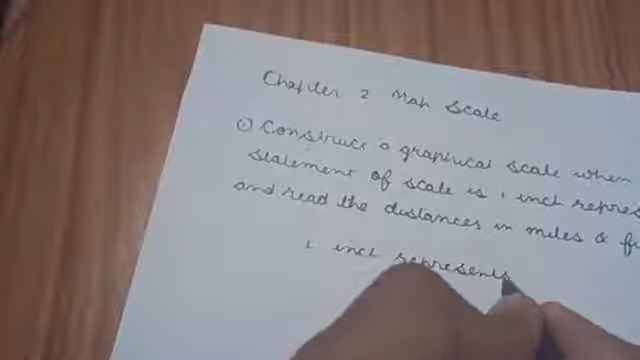 Chapter 2 Map Scale
① Construct a graphical scale when
statement of scale is 1 inch repres
and read the distances in miles & fu
1 inch represents